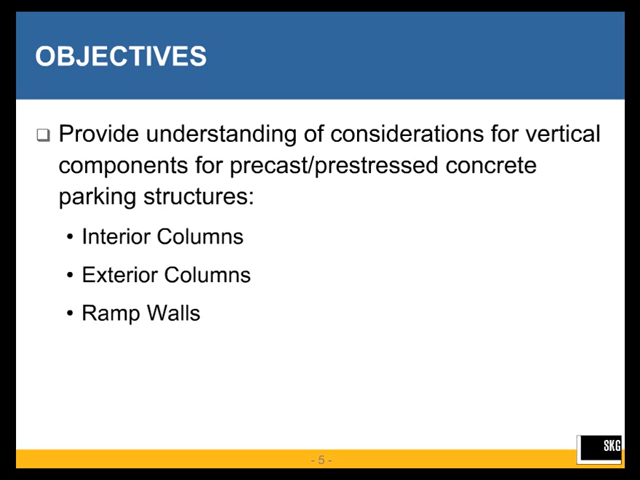 OBJECTIVES
❑ Provide understanding of considerations for vertical
components for precast/prestressed concrete
parking structures:
• Interior Columns
• Exterior Columns
• Ramp Walls
- 5 -
SKG